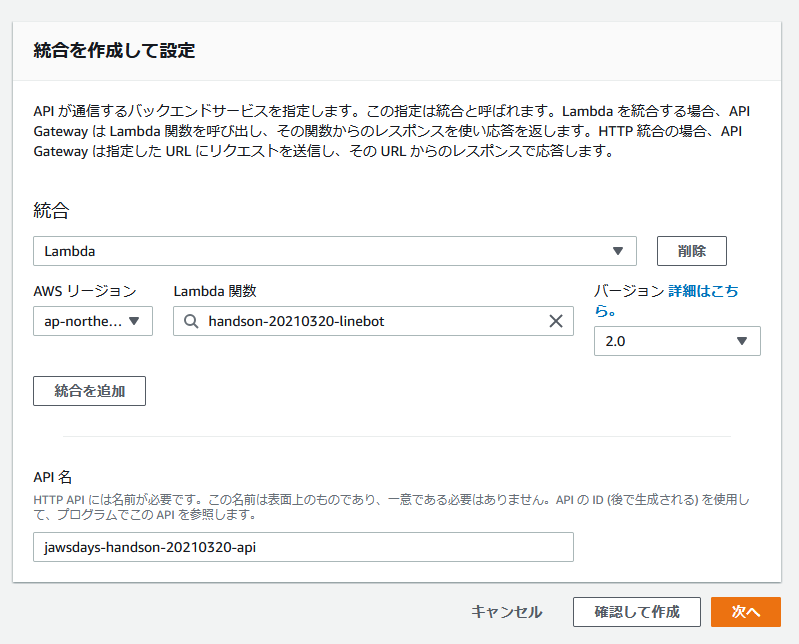 統合を作成して設定
API が通信するバックエンドサービスを指定します。この指定は統合と呼ばれます。Lambda を統合する場合、API
Gateway は Lambda 関数を呼び出し、その関数からのレスポンスを使い応答を返します。HTTP 統合の場合、API
Gateway は指定した URL にリクエストを送信し、その URL からのレスポンスで応答します。
統合
Lambda
削除
AWS リージョン
Lambda 関数
バージョン 詳細はこち
ら。
ap-northe...
handson-20210320-linebot
2.0
統合を追加
API 名
HTTP API には名前が必要です。この名前は表面上のものであり、一意である必要はありません。API の ID (後で生成される) を使用し
て、プログラムでこの API を参照します。
jawsdays-handson-20210320-api
キャンセル
確認して作成
次へ